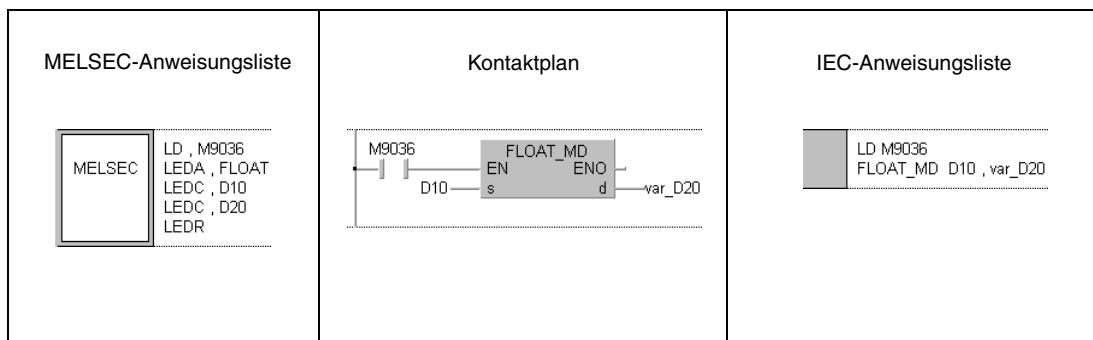 MELSEC-Anweisungsliste
MELSEC
LD , M9036
LEDA , FLOAT
LEDC , D10
LEDC , D20
LEDR
Kontaktplan
M9036
FLOAT_MD
EN ENO
D10 s d var_D20
IEC-Anweisungsliste
LD M9036
FLOAT_MD D10 , var_D20